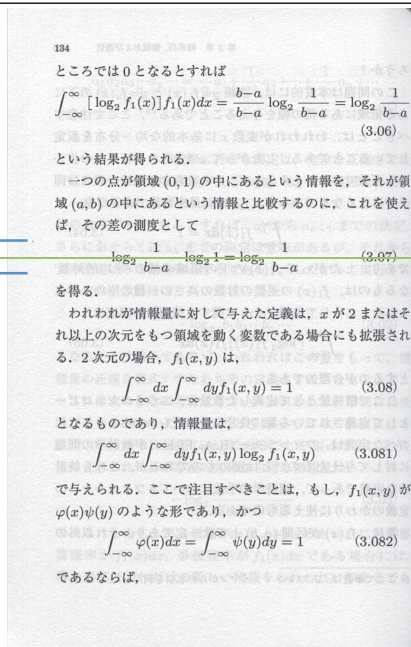 134
ところでは0となるとすれば
∫_{-∞}^{∞} [log₂ f₁(x)] f₁(x)dx = (b−a)/(b−a) log₂ 1/(b−a) = log₂ 1/(b−a)
(3.06)
という結果が得られる.
一つの点が領域(0,1)の中にあるという情報を, それが領
域(a,b)の中にあるという情報と比較するのに, これを使え
ば, その差の測度として
log₂ 1/(b−a) − log₂ 1 = log₂ 1/(b−a) (3.07)
を得る.
われわれが情報量に対して与えた定義は, xが2またはそ
れ以上の次元をもつ領域を動く変数である場合にも拡張され
る. 2次元の場合, f₁(x,y)は,
∫_{-∞}^{∞} dx ∫_{-∞}^{∞} dy f₁(x,y) = 1 (3.08)
となるものであり, 情報量は,
∫_{-∞}^{∞} dx ∫_{-∞}^{∞} dy f₁(x,y) log₂ f₁(x,y) (3.081)
で与えられる. ここで注目すべきことは, もし, f₁(x,y)が
φ(x)ψ(y)のような形であり, かつ
∫_{-∞}^{∞} φ(x)dx = ∫_{-∞}^{∞} ψ(y)dy = 1 (3.082)
であるならば,